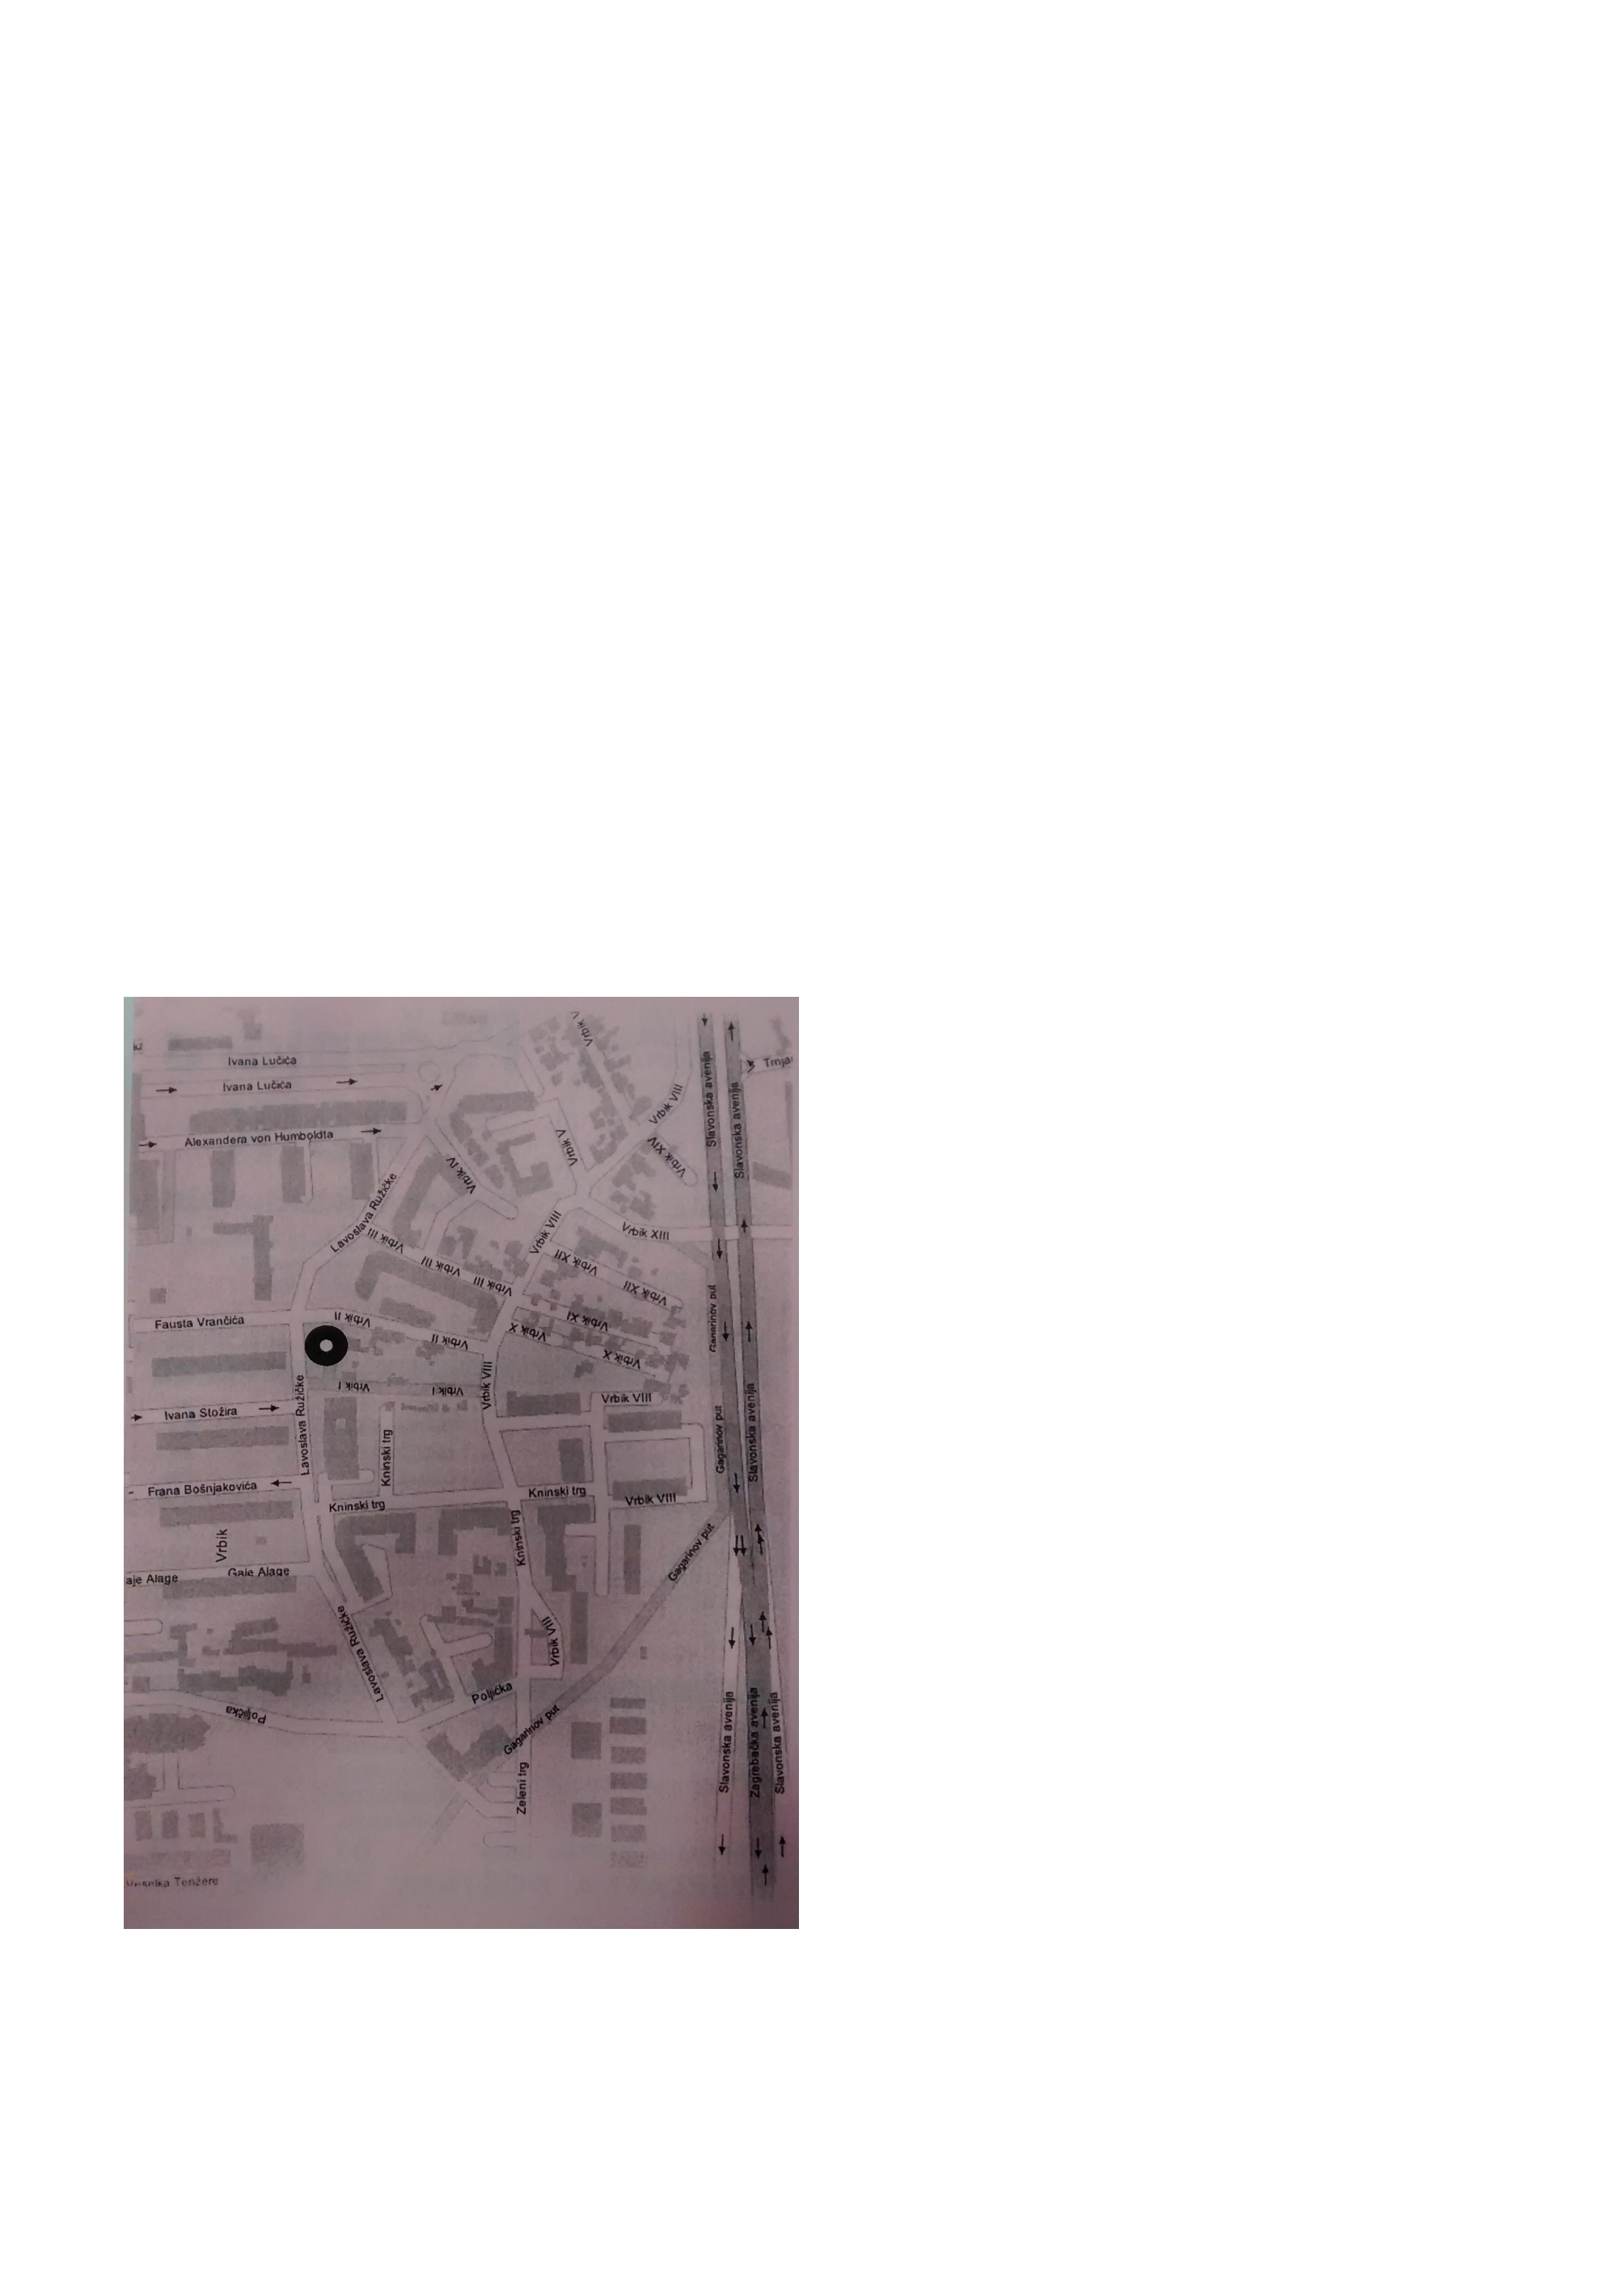 Ivana Lučića
Ivana Lučića
Alexandera von Humboldta
Vrbik V
Vrbik VIII
Slavonska avenija
Slavonska avenija
Vrbik V
Vrbik XIV
Vrbik IV
Lavoslava Ružičke
Vrbik III
Vrbik III
Vrbik III
Vrbik VIII
Vrbik XIII
Vrbik XII
Vrbik XII
Fausta Vrančića
Vrbik II
Vrbik II
Vrbik X
Vrbik XI
Vrbik X
Gagarinov put
Vrbik I
Vrbik I
Vrbik VIII
Vrbik VIII
Ivana Stožira
Lavoslava Ružičke
Kninski trg
Gagarinov put
Slavonska avenija
Frana Bošnjakovića
Kninski trg
Kninski trg
Vrbik VIII
Vrbik
Kninski trg
Gagarinov put
aje Alage
Gaje Alage
Lavoslava Ružičke
Vrbik VIII
Poljička
Poljička
Gagarinov put
Zeleni trg
Slavonska avenija
Zagrebačka avenija
Slavonska avenija
Tenžere